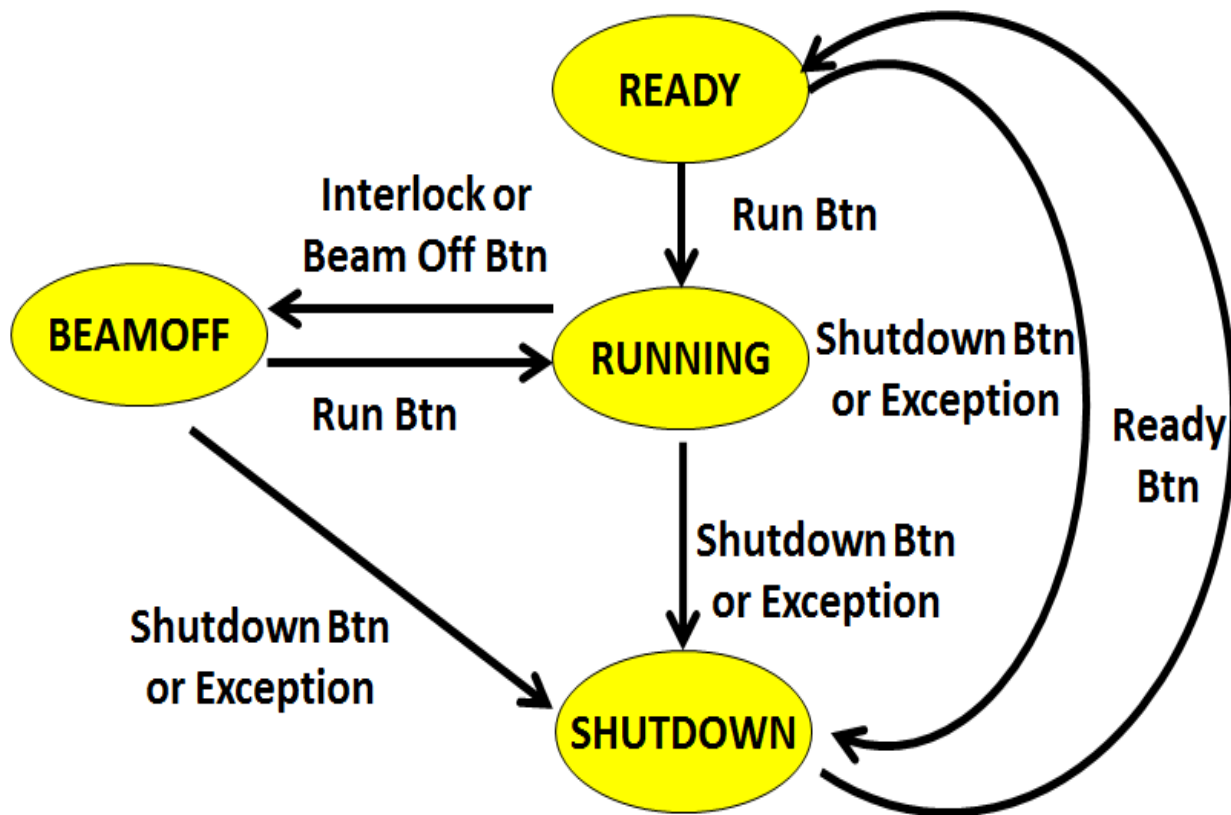 READY
Interlock or
Beam Off Btn
Run Btn
BEAMOFF
RUNNING
Shutdown Btn
or Exception
Run Btn
Ready
Btn
Shutdown Btn
or Exception
Shutdown Btn
or Exception
SHUTDOWN